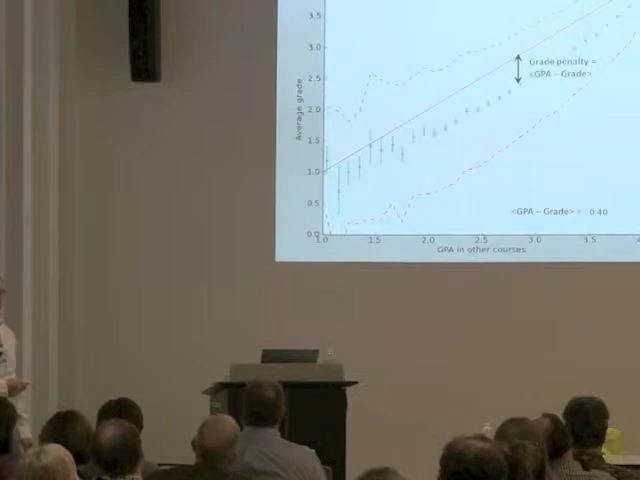 3.5
3.0
2.5
2.0
1.5
1.0
0.5
0.0
Average grade
Grade penalty =
<GPA – Grade>
<GPA – Grade> = 0.40
1.0 1.5 2.0 2.5 3.0 3.5
GPA in other courses